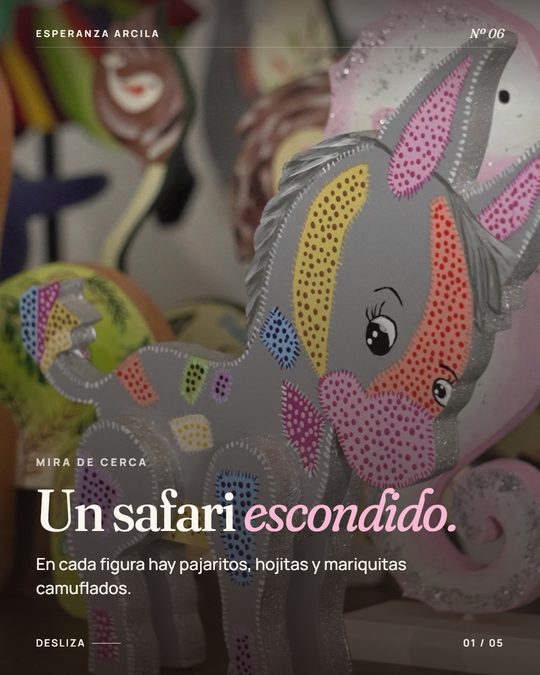 ESPERANZA ARCILA
Nº 06
MIRA DE CERCA
Un safari escondido.
En cada figura hay pajaritos, hojitas y mariquitas
camuflados.
DESLIZA
01 / 05